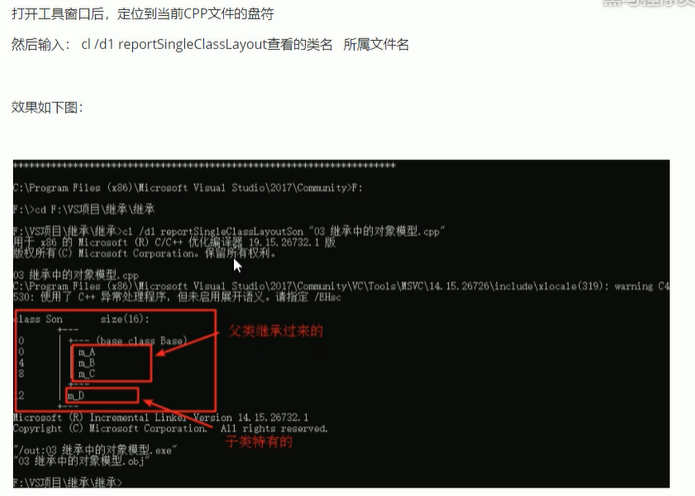 打开工具窗口后，定位到当前CPP文件的盘符
然后输入： cl /d1 reportSingleClassLayout查看的类名 所属文件名
效果如下图：
**********************************************************************
C:\Program Files (x86)\Microsoft Visual Studio\2017\Community>F:
F:\>cd F:\VS项目\继承\继承
F:\VS项目\继承\继承>cl /d1 reportSingleClassLayoutSon "03 继承中的对象模型.cpp"
用于 x86 的 Microsoft (R) C/C++ 优化编译器 19.15.26732.1 版
版权所有(C) Microsoft Corporation。保留所有权利。
03 继承中的对象模型.cpp
C:\Program Files (x86)\Microsoft Visual Studio\2017\Community\VC\Tools\MSVC\14.15.26726\include\xlocale(319): warning C4
530: 使用了 C++ 异常处理程序，但未启用展开语义。请指定 /EHsc
class Son size(16):
+---
0 | +--- (base class Base)
0 | | m_A
4 | | m_B
8 | | m_C
| +---
12 | m_D
+---
父类继承过来的
子类特有的
Microsoft (R) Incremental Linker Version 14.15.26732.1
Copyright (C) Microsoft Corporation. All rights reserved.
"/out:03 继承中的对象模型.exe"
"03 继承中的对象模型.obj"
F:\VS项目\继承\继承>